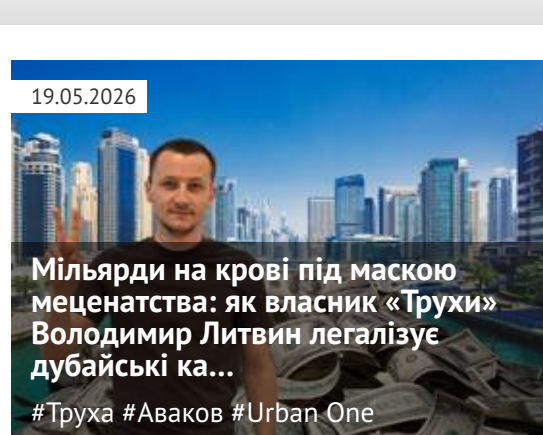 19.05.2026
Мільярди на крові під маскою
меценатства: як власник «Трухи»
Володимир Литвин легалізує
дубайські ка...
#Труха #Аваков #Urban One